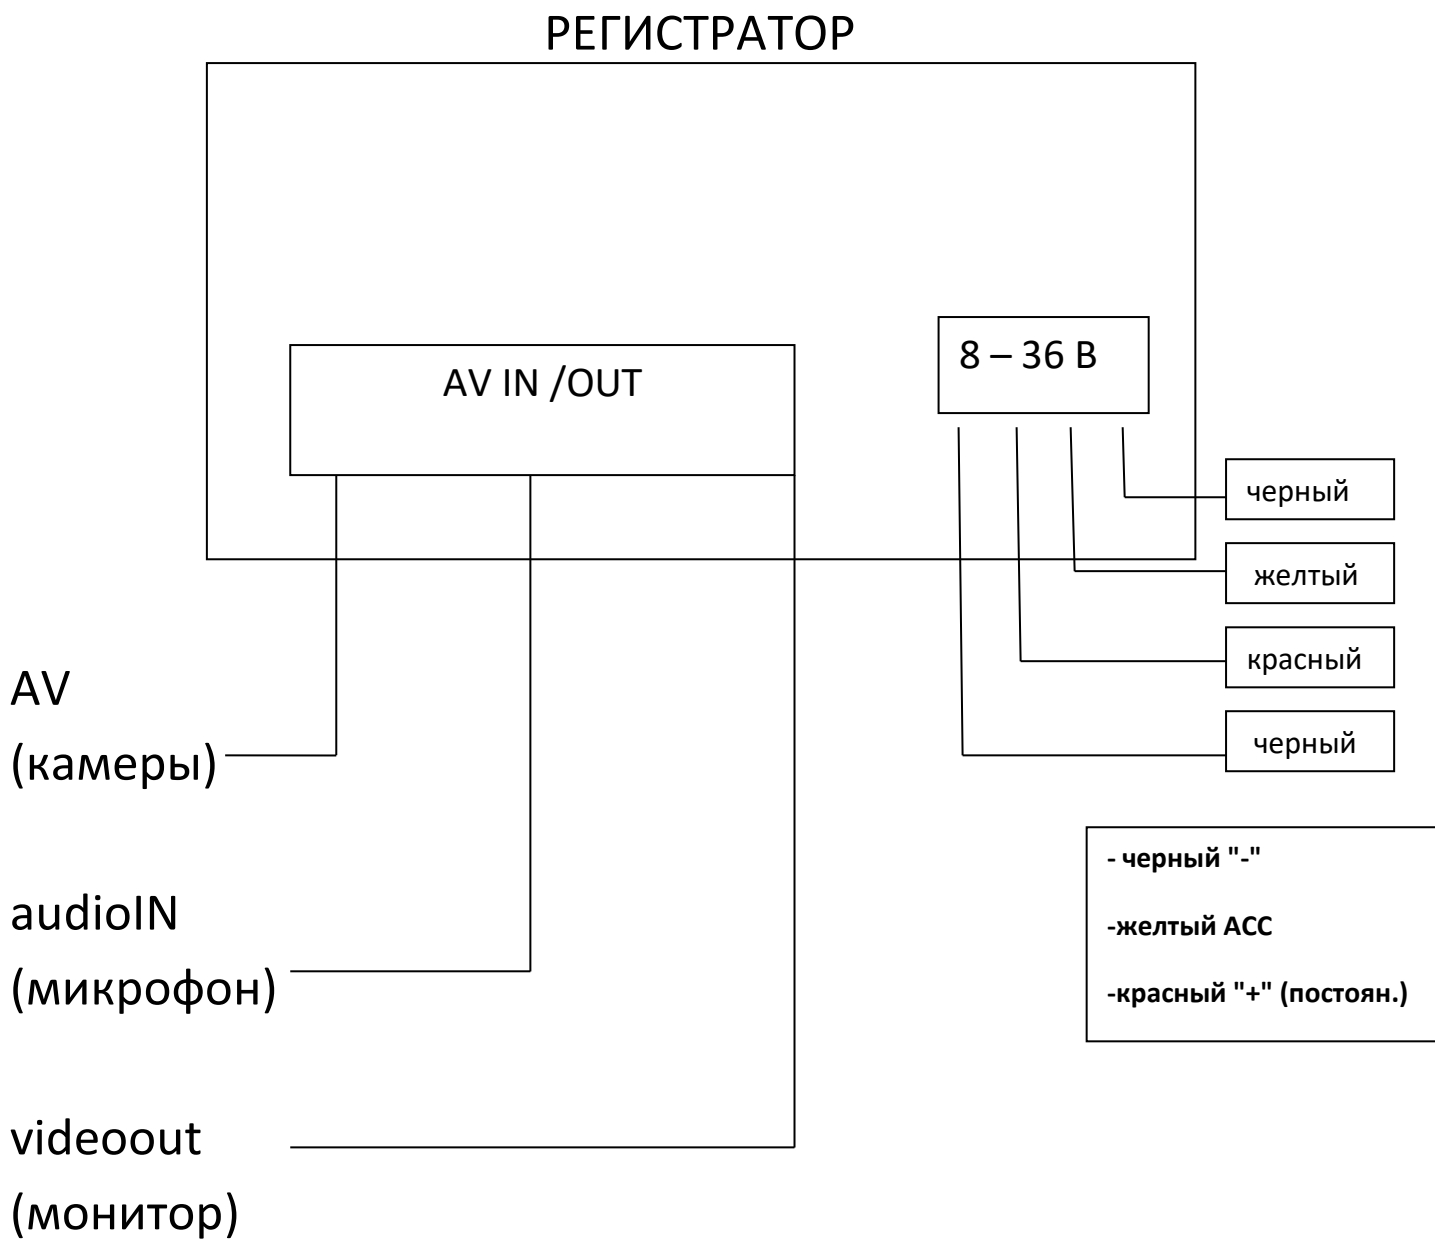 РЕГИСТРАТОР
AV IN /OUT
8 – 36 В
черный
желтый
красный
черный
AV
(камеры)
audioIN
(микрофон)
videoout
(монитор)
- черный "-"
-желтый АСС
-красный "+" (постоян.)